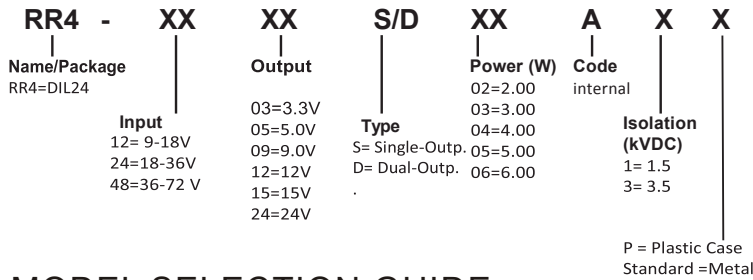 RR4 - XX XX S/D XX A X X
Name/Package
RR4=DIL24
Input
12= 9-18V
24=18-36V
48=36-72 V
Output
03=3.3V
05=5.0V
09=9.0V
12=12V
15=15V
24=24V
Type
S= Single-Outp.
D= Dual-Outp.
.
Power (W)
02=2.00
03=3.00
04=4.00
05=5.00
06=6.00
Code
internal
Isolation
(kVDC)
1= 1.5
3= 3.5
P = Plastic Case
Standard =Metal
MODEL SELECTION GUIDE